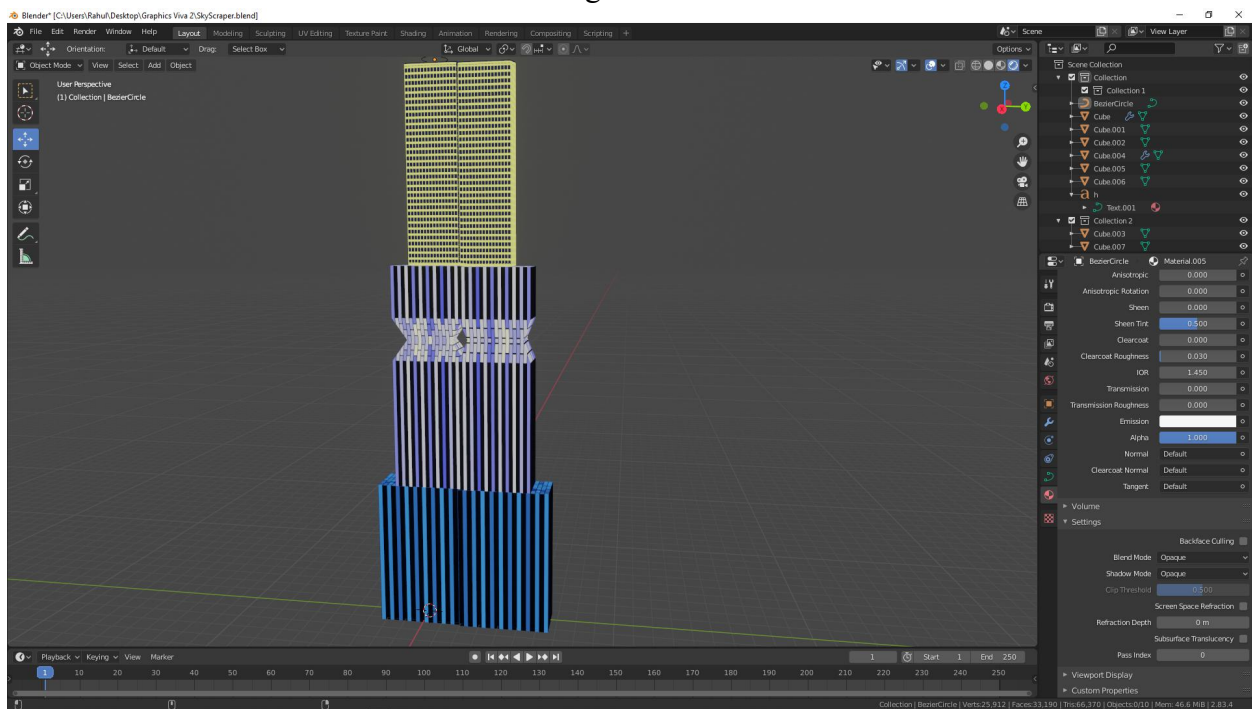 Blender* [C:\Users\Rahul\Desktop\Graphics Viva 2\SkyScraper.blend]
File Edit Render Window Help Layout Modeling Sculpting UV Editing Texture Paint Shading Animation Rendering Compositing Scripting + Scene View Layer
Orientation: Default Drag: Select Box Global Options
Object Mode View Select Add Object
User Perspective
(1) Collection | BezierCircle
Z
Y
Scene Collection
Collection
Collection 1
BezierCircle
Cube
Cube.001
Cube.002
Cube.004
Cube.005
Cube.006
h
Text.001
Collection 2
Cube.003
Cube.007
BezierCircle Material.005
Anisotropic 0.000
Anisotropic Rotation 0.000
Sheen 0.000
Sheen Tint 0.500
Clearcoat 0.000
Clearcoat Roughness 0.030
IOR 1.450
Transmission 0.000
Transmission Roughness 0.000
Emission
Alpha 1.000
Normal Default
Clearcoat Normal Default
Tangent Default
Volume
Settings
Backface Culling
Blend Mode Opaque
Shadow Mode Opaque
Clip Threshold 0.500
Screen Space Refraction
Refraction Depth 0 m
Subsurface Translucency
Pass Index 0
Viewport Display
Custom Properties
Playback Keying View Marker 1 Start 1 End 250
1 10 20 30 40 50 60 70 80 90 100 110 120 130 140 150 160 170 180 190 200 210 220 230 240 250
Collection | BezierCircle | Verts:25,912 | Faces:33,190 | Tris:66,370 | Objects:0/10 | Mem: 46.6 MiB | 2.83.4